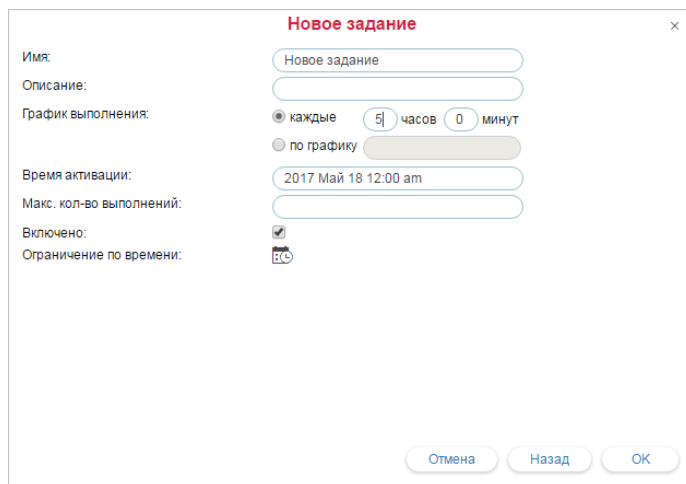 Новое задание
×
Имя: Новое задание
Описание:
График выполнения: каждые 5 часов 0 минут
по графику
Время активации: 2017 Май 18 12:00 am
Макс. кол-во выполнений:
Включено:
Ограничение по времени:
Отмена Назад OK